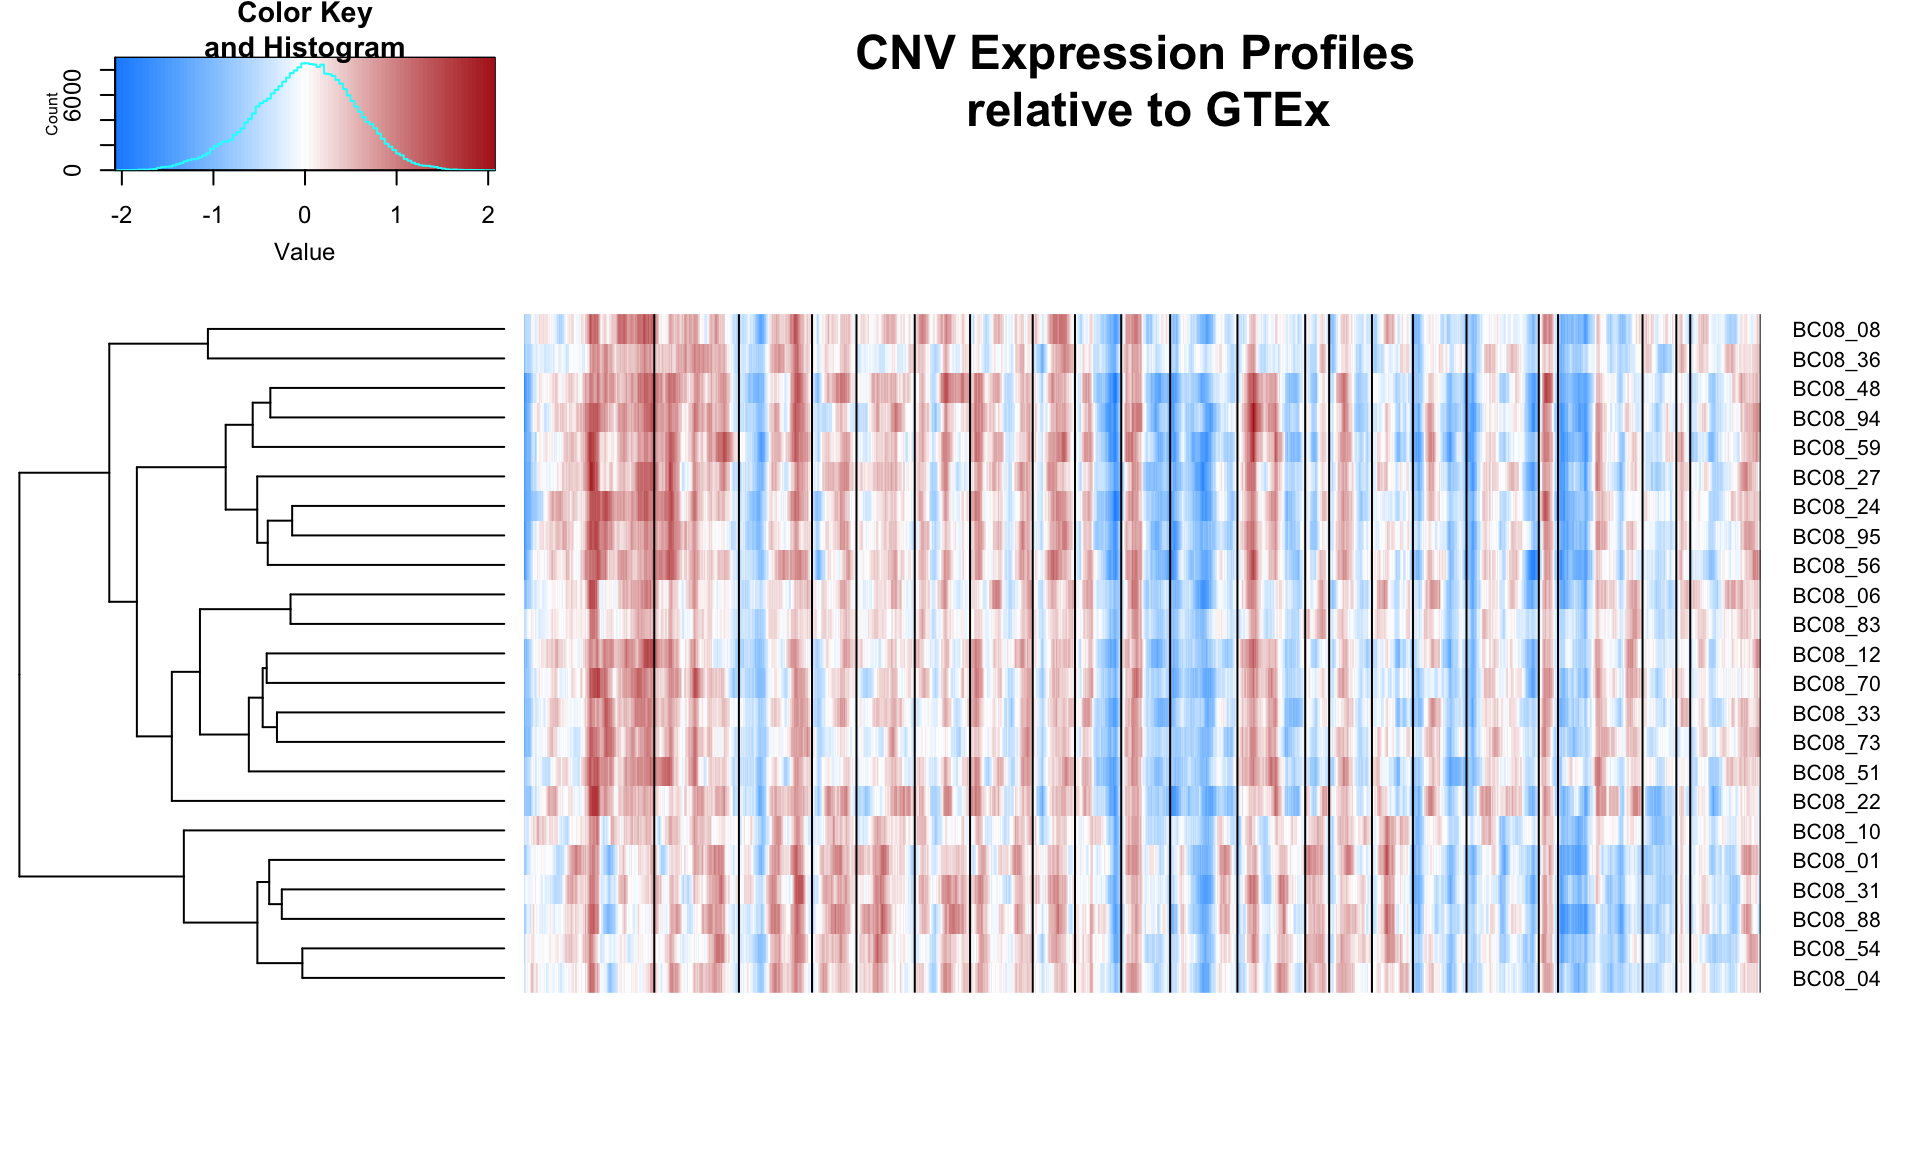 Color Key
and Histogram
CNV Expression Profiles
relative to GTEx
Count
0 6000
-2 -1 0 1 2
Value
BC08_08
BC08_36
BC08_48
BC08_94
BC08_59
BC08_27
BC08_24
BC08_95
BC08_56
BC08_06
BC08_83
BC08_12
BC08_70
BC08_33
BC08_73
BC08_51
BC08_22
BC08_10
BC08_01
BC08_31
BC08_88
BC08_54
BC08_04